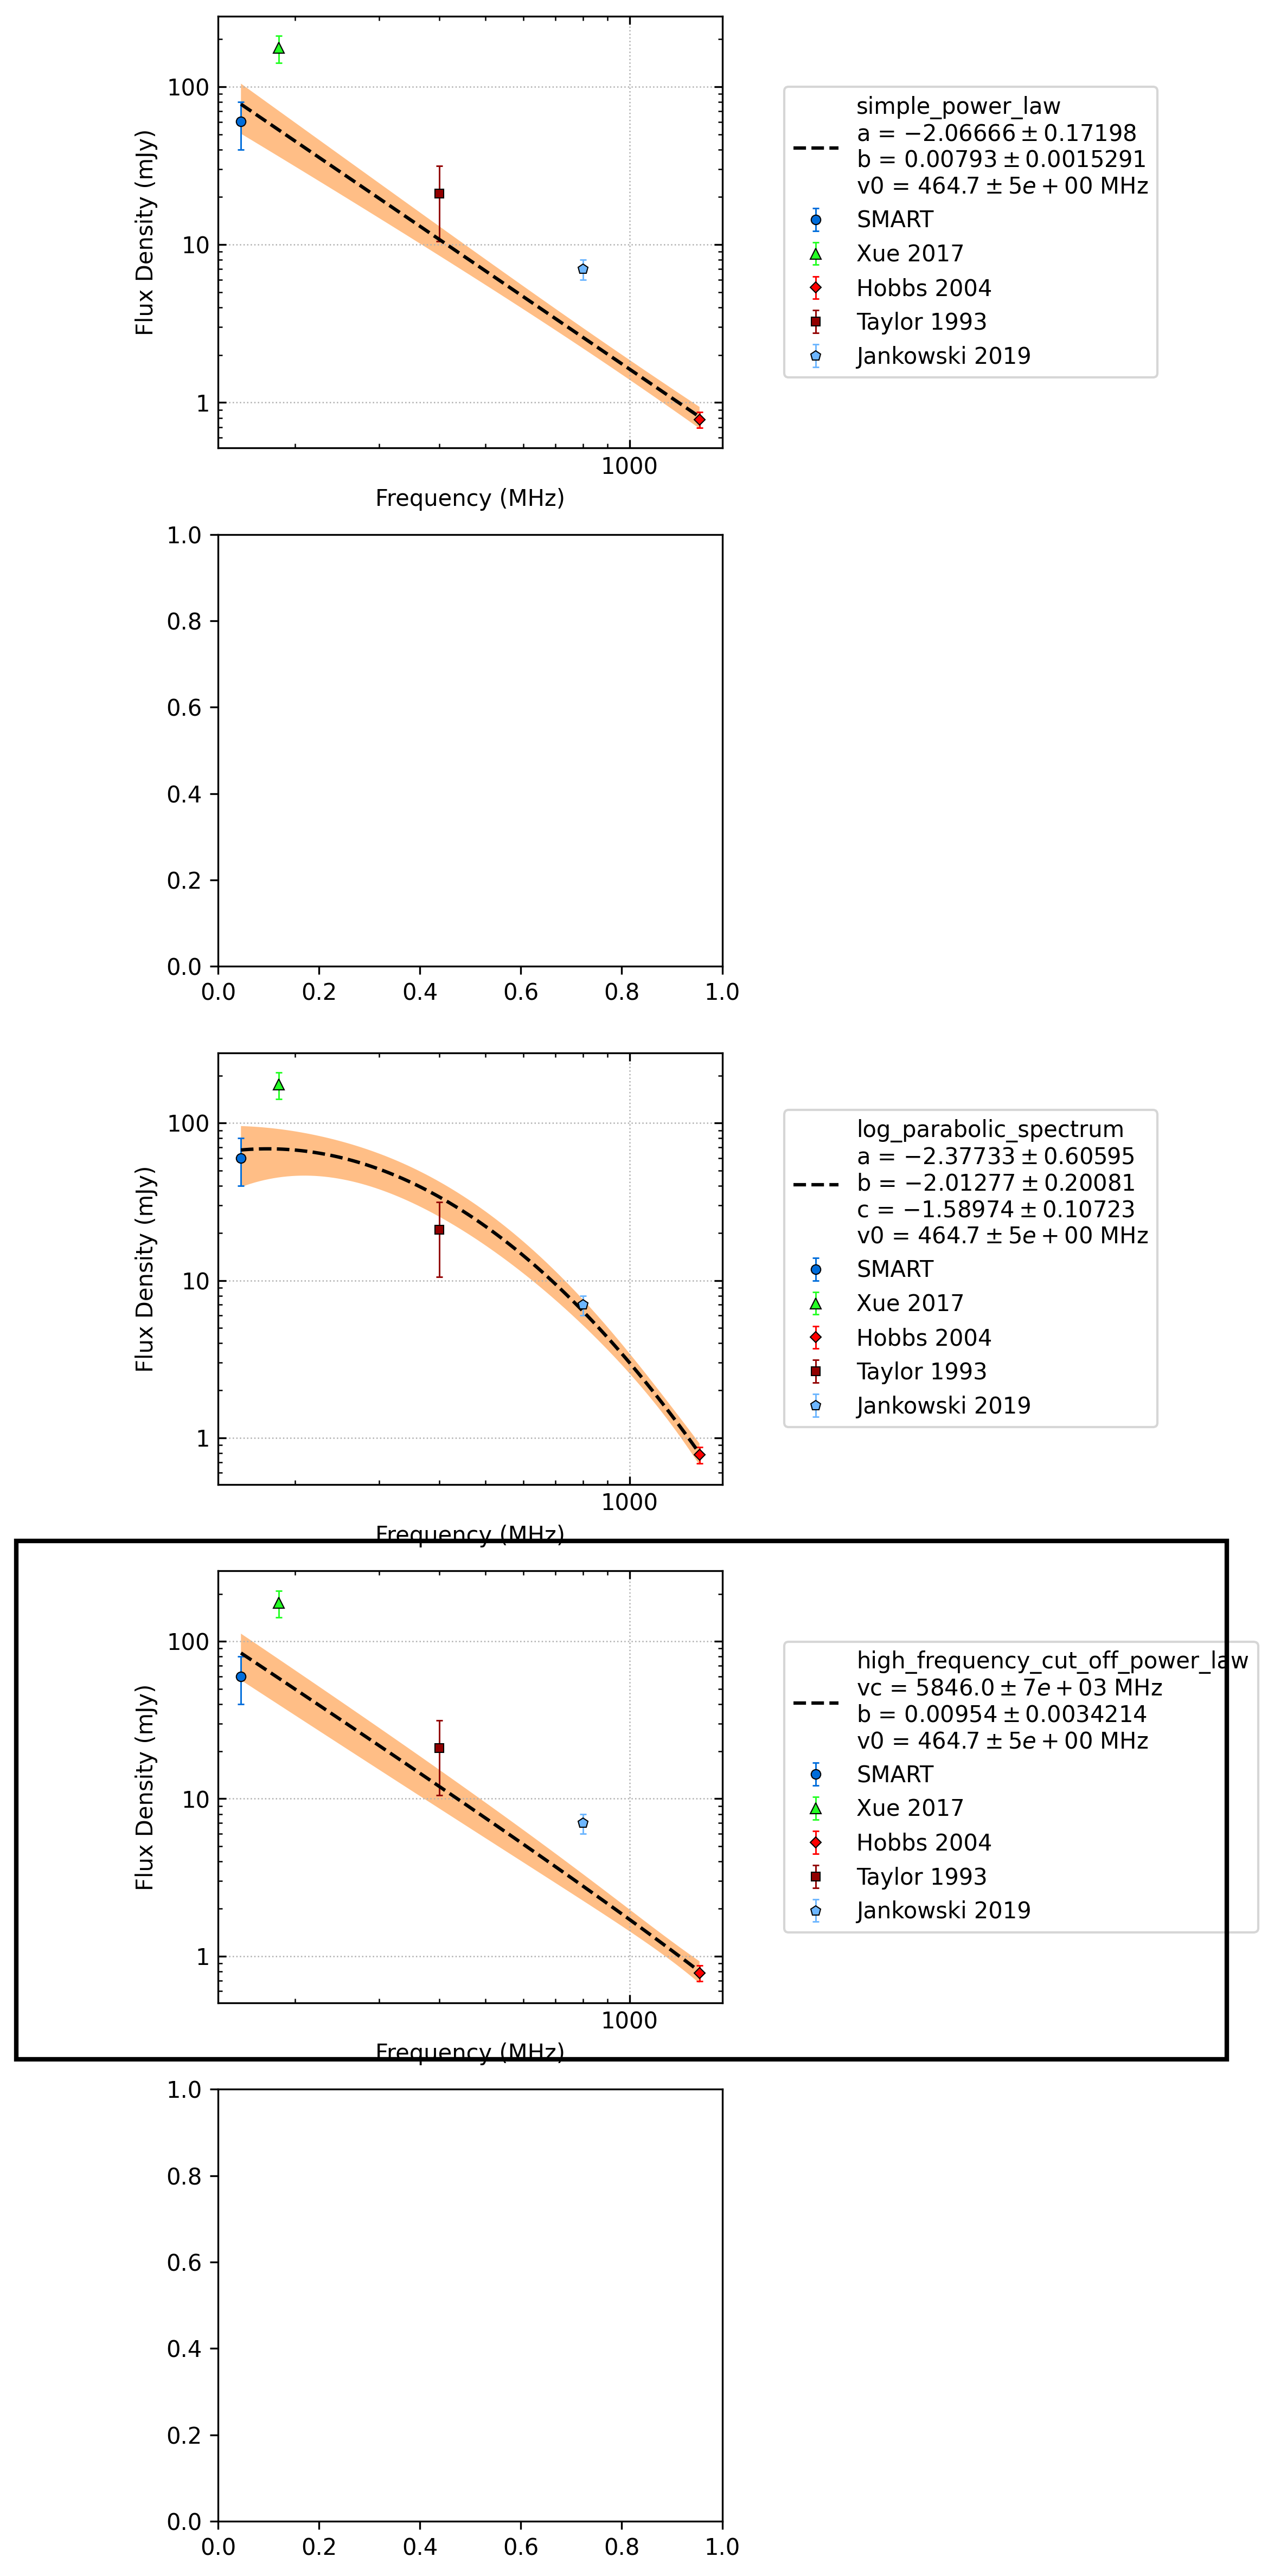 100
10
1
Flux Density (mJy)
1000
Frequency (MHz)
simple_power_law
a = −2.06666 ± 0.17198
b = 0.00793 ± 0.0015291
v0 = 464.7 ± 5e + 00 MHz
SMART
Xue 2017
Hobbs 2004
Taylor 1993
Jankowski 2019
1.0
0.8
0.6
0.4
0.2
0.0
0.0 0.2 0.4 0.6 0.8 1.0
100
10
1
Flux Density (mJy)
1000
Frequency (MHz)
log_parabolic_spectrum
a = −2.37733 ± 0.60595
b = −2.01277 ± 0.20081
c = −1.58974 ± 0.10723
v0 = 464.7 ± 5e + 00 MHz
SMART
Xue 2017
Hobbs 2004
Taylor 1993
Jankowski 2019
100
10
1
Flux Density (mJy)
1000
Frequency (MHz)
high_frequency_cut_off_power_law
vc = 5846.0 ± 7e + 03 MHz
b = 0.00954 ± 0.0034214
v0 = 464.7 ± 5e + 00 MHz
SMART
Xue 2017
Hobbs 2004
Taylor 1993
Jankowski 2019
1.0
0.8
0.6
0.4
0.2
0.0
0.0 0.2 0.4 0.6 0.8 1.0